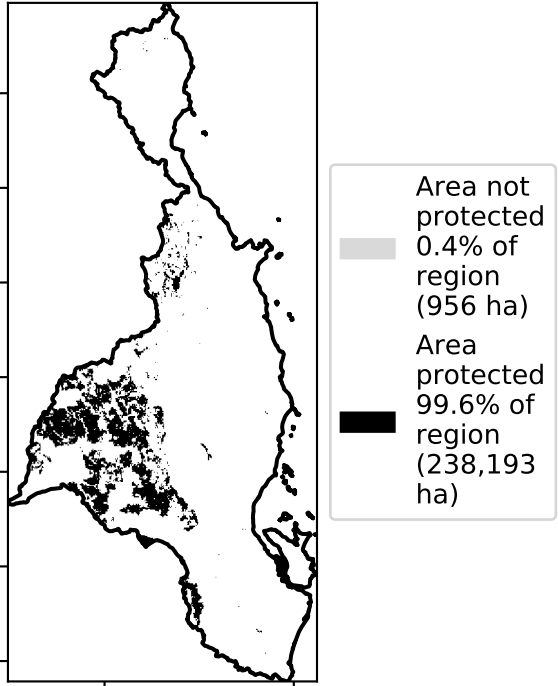 Area not
protected
0.4% of
region
(956 ha)
Area
protected
99.6% of
region
(238,193
ha)